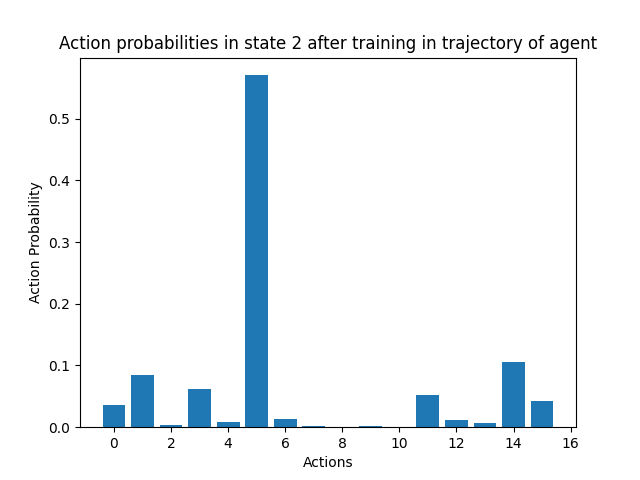 Action probabilities in state 2 after training in trajectory of agent
0.5
0.4
0.3
0.2
0.1
0.0
Action Probability
0 2 4 6 8 10 12 14 16
Actions